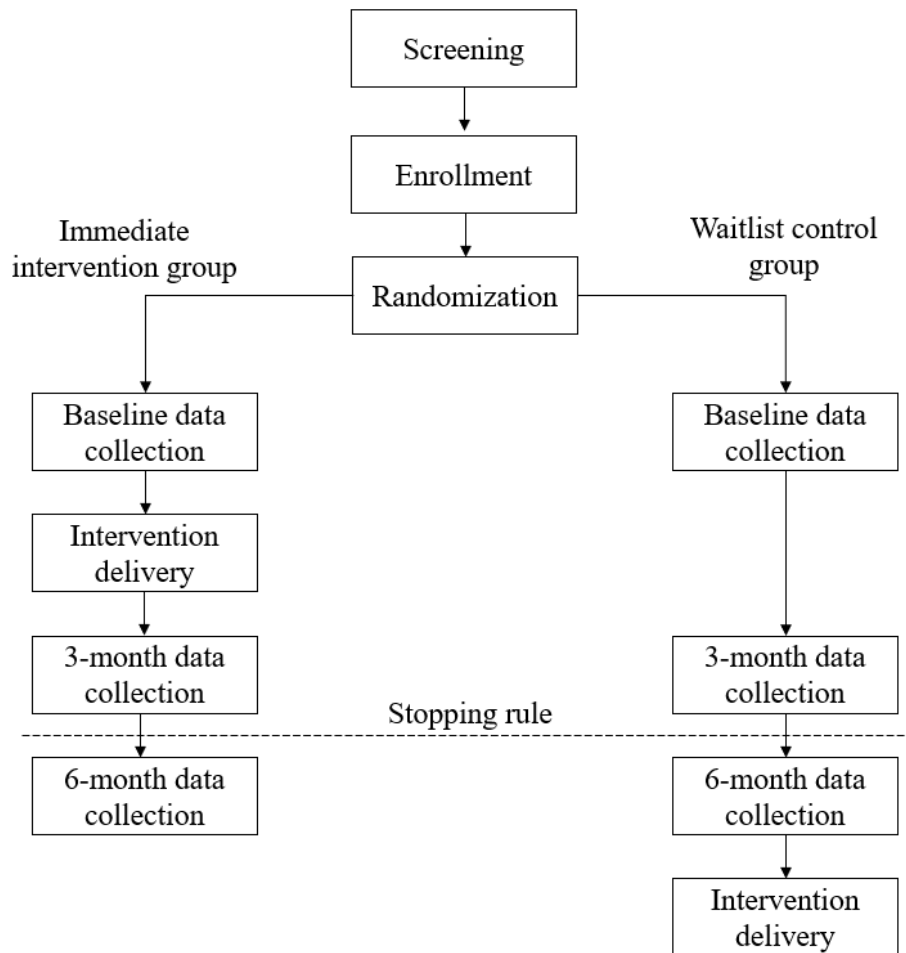 Screening
Enrollment
Immediate
intervention group
Waitlist control
group
Randomization
Baseline data
collection
Baseline data
collection
Intervention
delivery
3-month data
collection
3-month data
collection
Stopping rule
6-month data
collection
6-month data
collection
Intervention
delivery